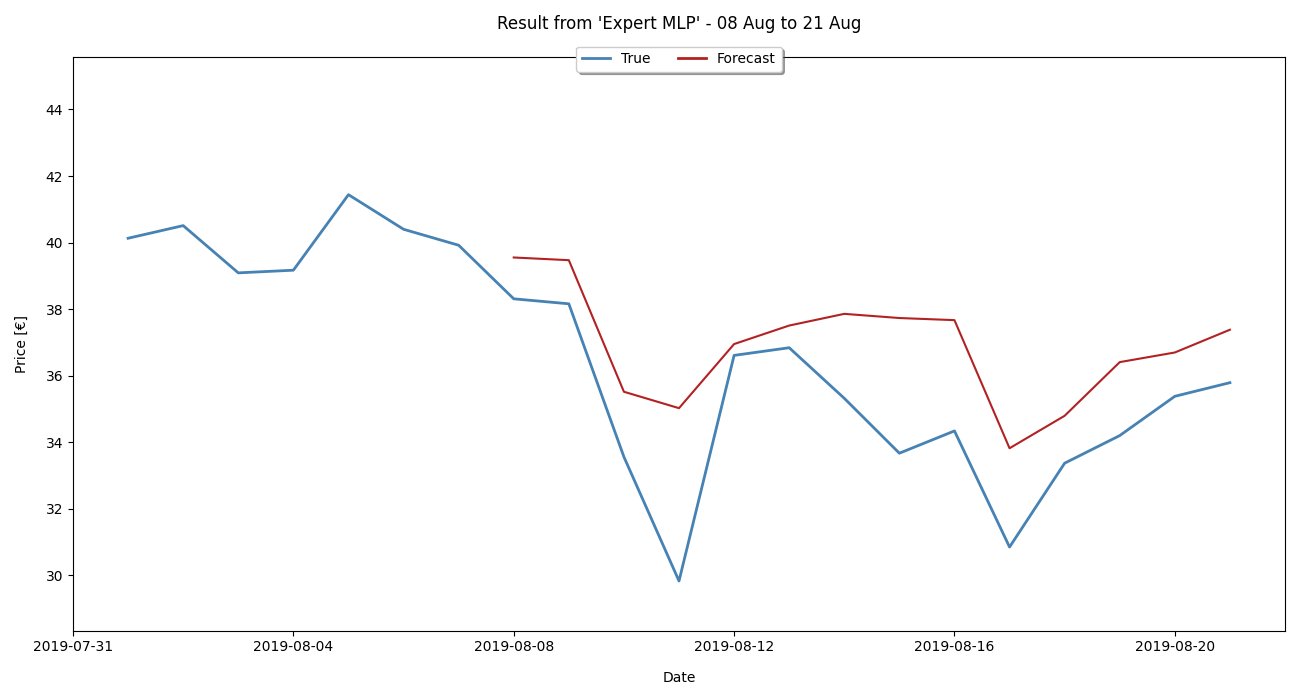 Result from 'Expert MLP' - 08 Aug to 21 Aug
True Forecast
44
42
40
38
36
34
32
30
Price [€]
2019-07-31 2019-08-04 2019-08-08 2019-08-12 2019-08-16 2019-08-20
Date